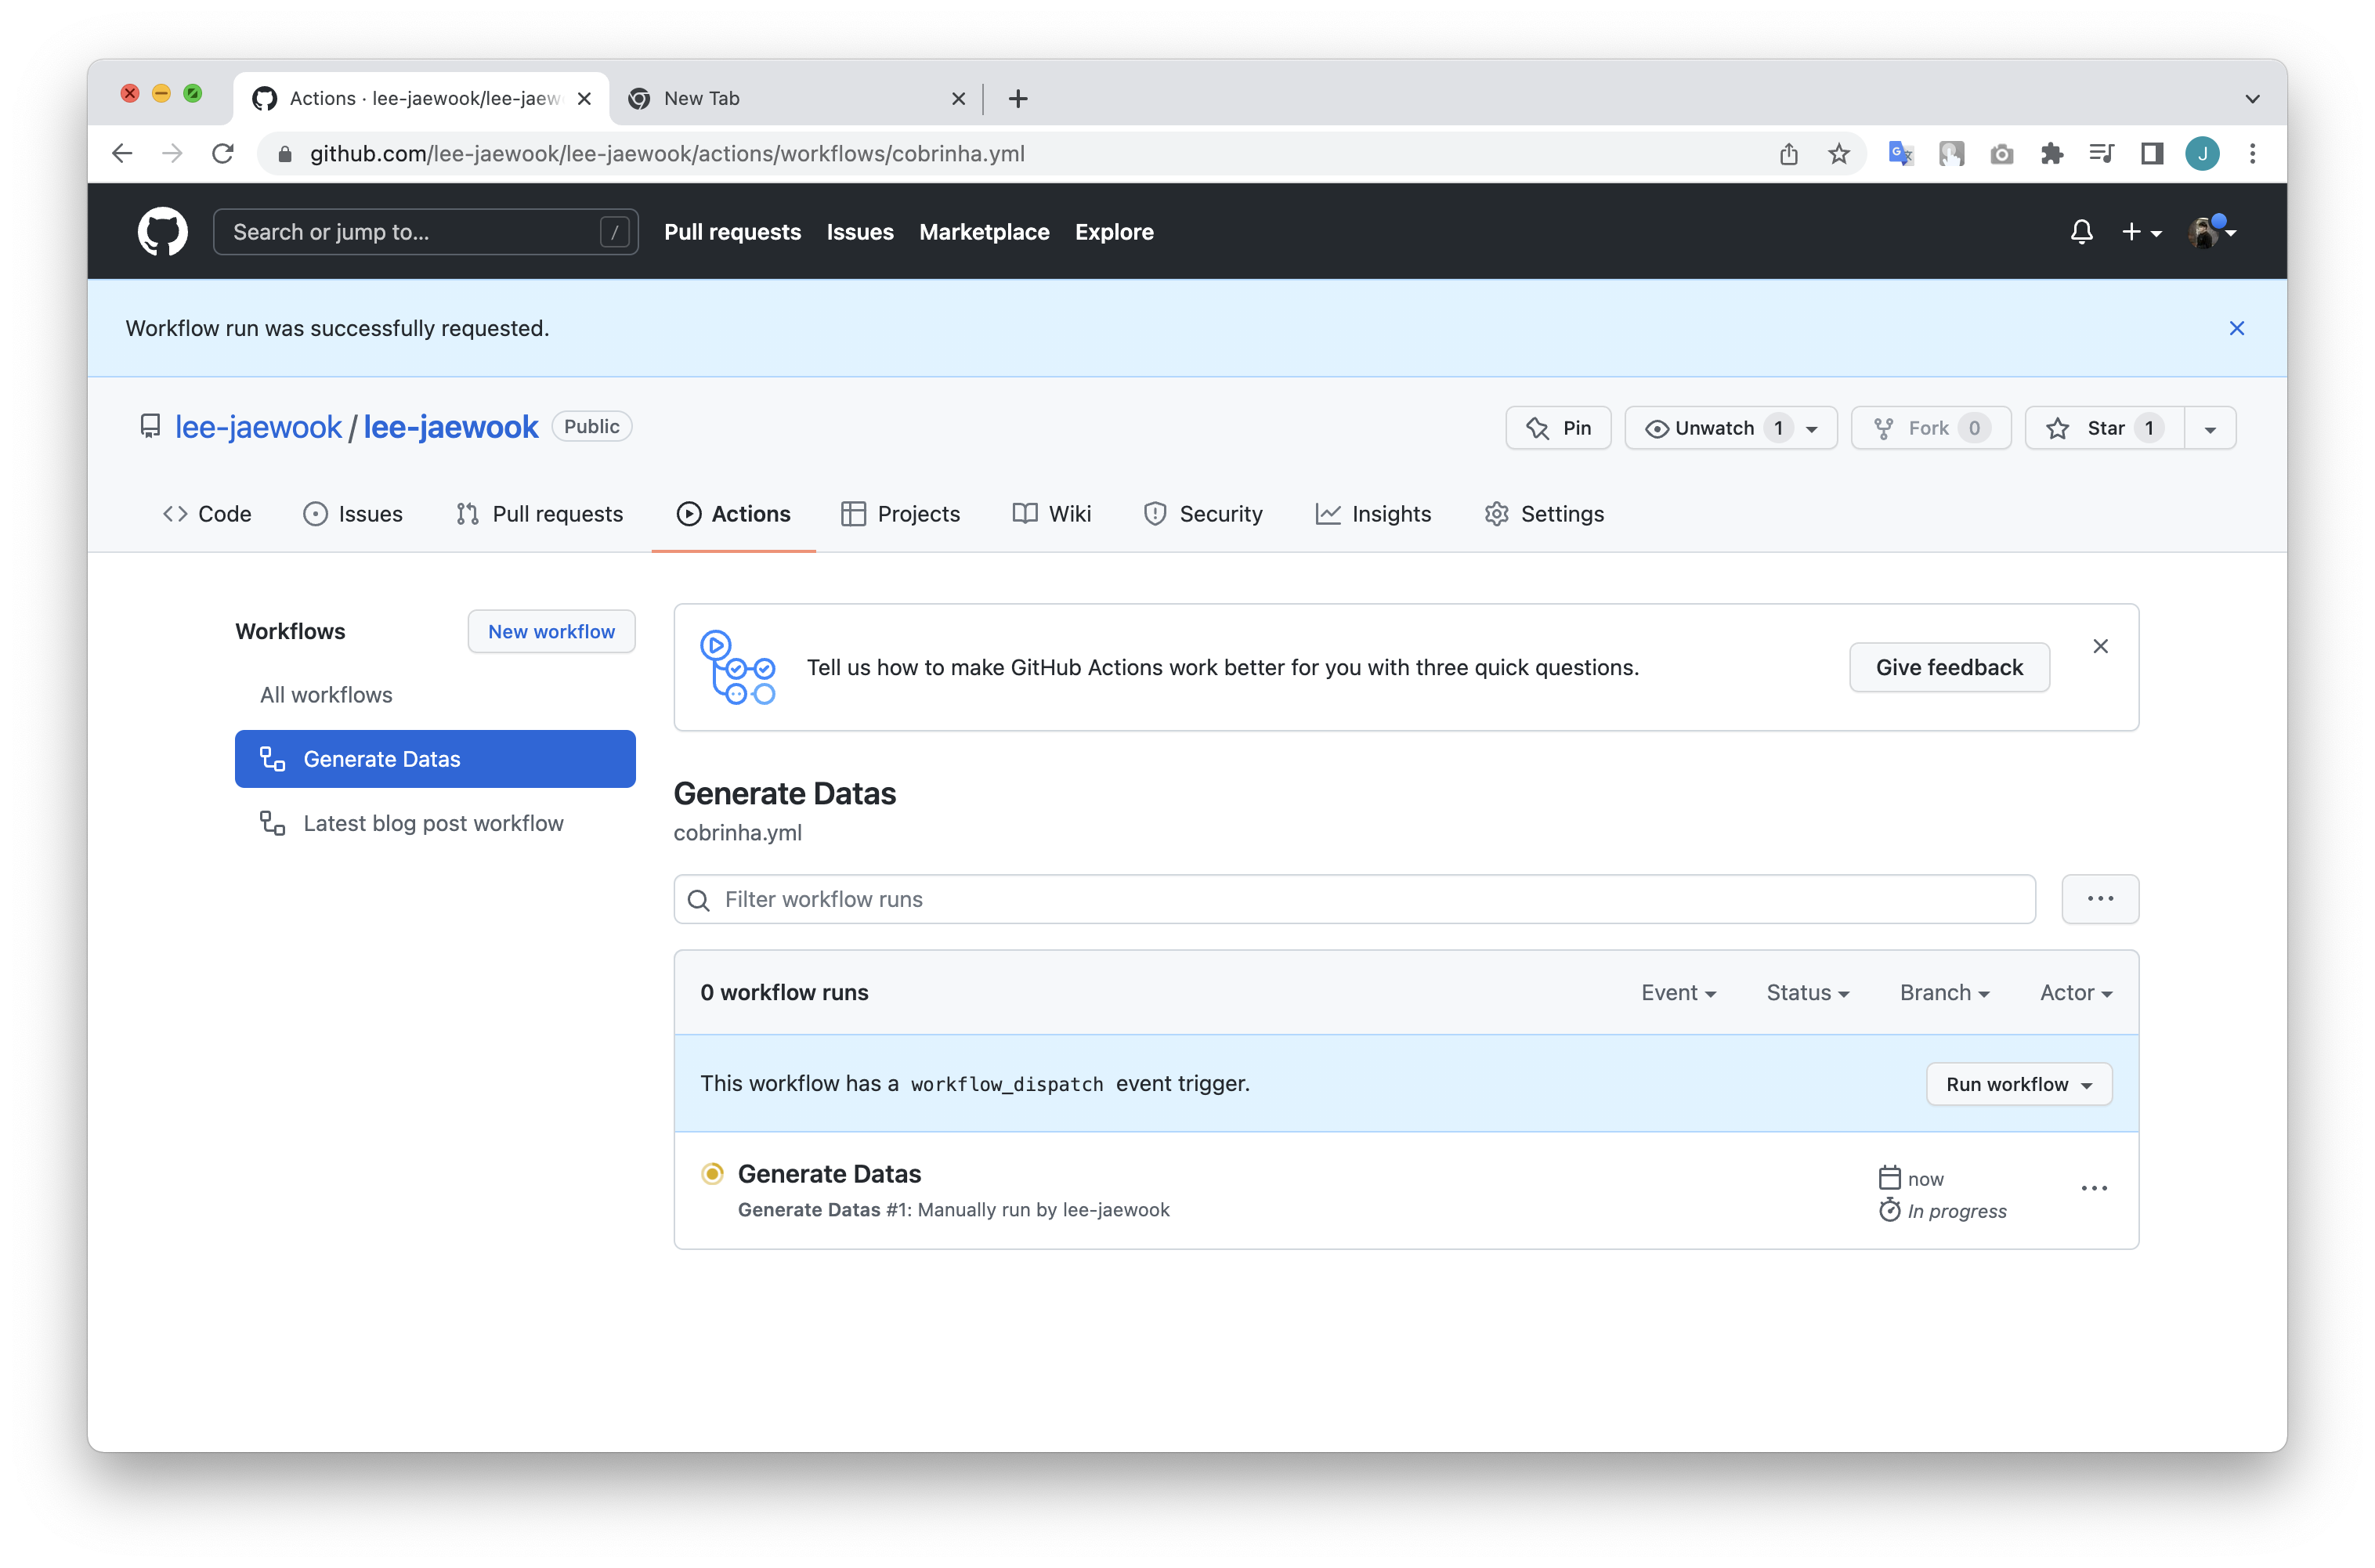 Actions · lee-jaewook/lee-jaew
New Tab
github.com/lee-jaewook/lee-jaewook/actions/workflows/cobrinha.yml
J
Search or jump to...
/
Pull requests
Issues
Marketplace
Explore
Workflow run was successfully requested.
lee-jaewook / lee-jaewook
Public
Pin
Unwatch 1
Fork 0
Star 1
Code
Issues
Pull requests
Actions
Projects
Wiki
Security
Insights
Settings
Workflows
New workflow
All workflows
Generate Datas
Latest blog post workflow
Tell us how to make GitHub Actions work better for you with three quick questions.
Give feedback
Generate Datas
cobrinha.yml
Filter workflow runs
0 workflow runs
Event
Status
Branch
Actor
This workflow has a workflow_dispatch event trigger.
Run workflow
Generate Datas
Generate Datas #1: Manually run by lee-jaewook
now
In progress